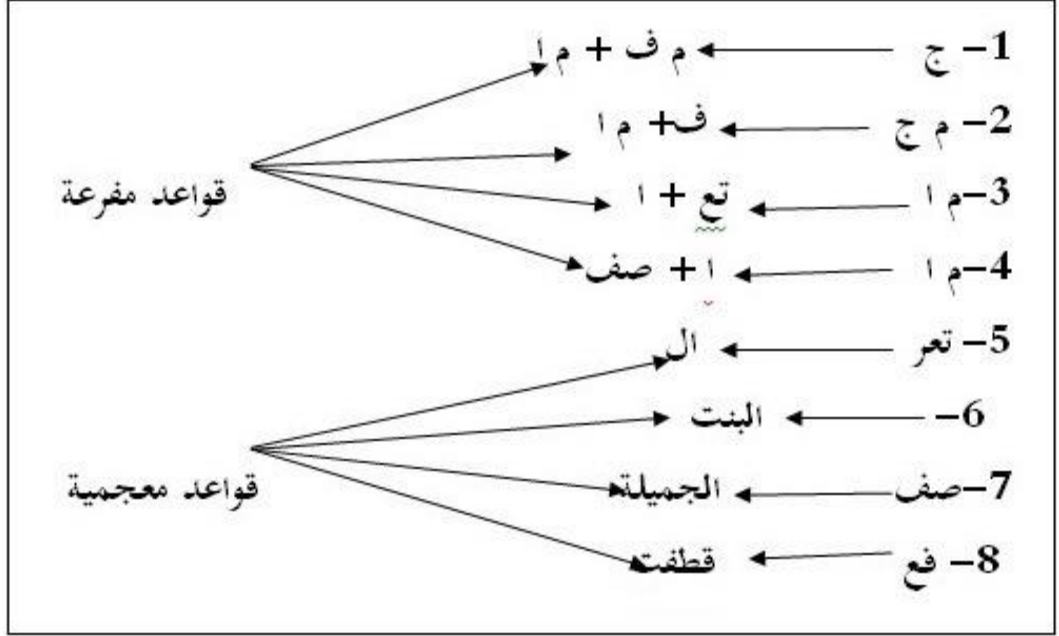 1- ج م ف + م ا
2- م ج ف+ م ا
قواعد مفرعة
3-م ا تع + ا
4-م ا ا + صف
5- تعر ال
6- البنت
7-صف الجميلة
قواعد معجمية
8- فع قطفت